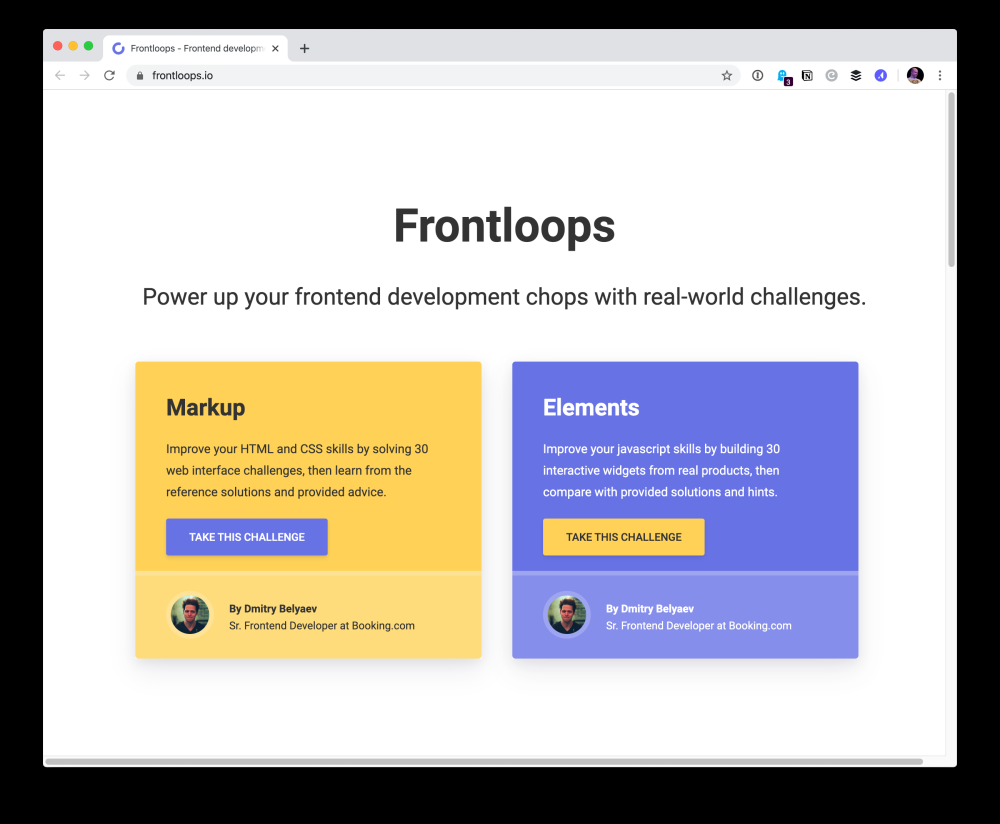 Frontloops - Frontend developm
frontloops.io
3
Frontloops
Power up your frontend development chops with real-world challenges.
Markup
Improve your HTML and CSS skills by solving 30
web interface challenges, then learn from the
reference solutions and provided advice.
TAKE THIS CHALLENGE
By Dmitry Belyaev
Sr. Frontend Developer at Booking.com
Elements
Improve your javascript skills by building 30
interactive widgets from real products, then
compare with provided solutions and hints.
TAKE THIS CHALLENGE
By Dmitry Belyaev
Sr. Frontend Developer at Booking.com